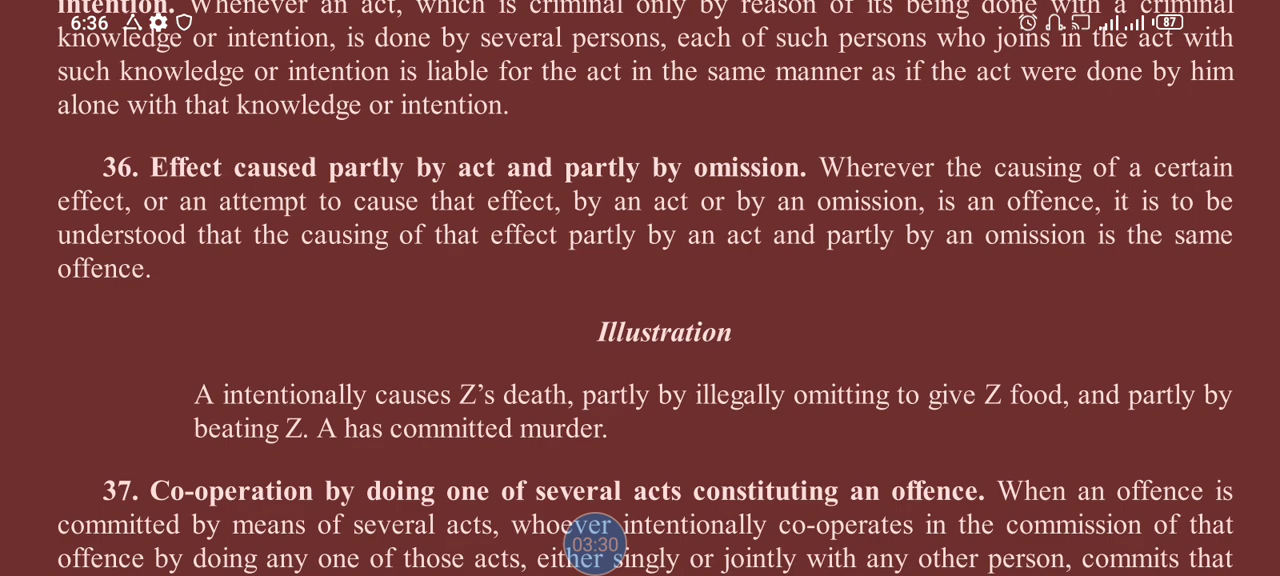 intention. Whenever an act, which is criminal only by reason of its being done with a criminal
6:36 87
knowledge or intention, is done by several persons, each of such persons who joins in the act with
such knowledge or intention is liable for the act in the same manner as if the act were done by him
alone with that knowledge or intention.
36. Effect caused partly by act and partly by omission. Wherever the causing of a certain
effect, or an attempt to cause that effect, by an act or by an omission, is an offence, it is to be
understood that the causing of that effect partly by an act and partly by an omission is the same
offence.
Illustration
A intentionally causes Z’s death, partly by illegally omitting to give Z food, and partly by
beating Z. A has committed murder.
37. Co-operation by doing one of several acts constituting an offence. When an offence is
committed by means of several acts, whoever intentionally co-operates in the commission of that
03:30
offence by doing any one of those acts, either singly or jointly with any other person, commits that